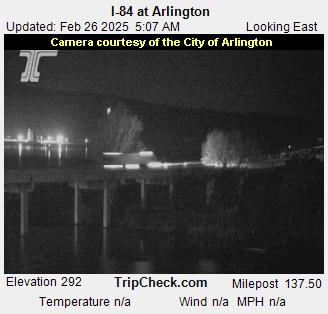 I-84 at Arlington
Updated: Feb 26 2025 5:07 AM Looking East
Camera courtesy of the City of Arlington
Elevation 292 TripCheck.com Milepost 137.50
Temperature n/a Wind n/a MPH n/a